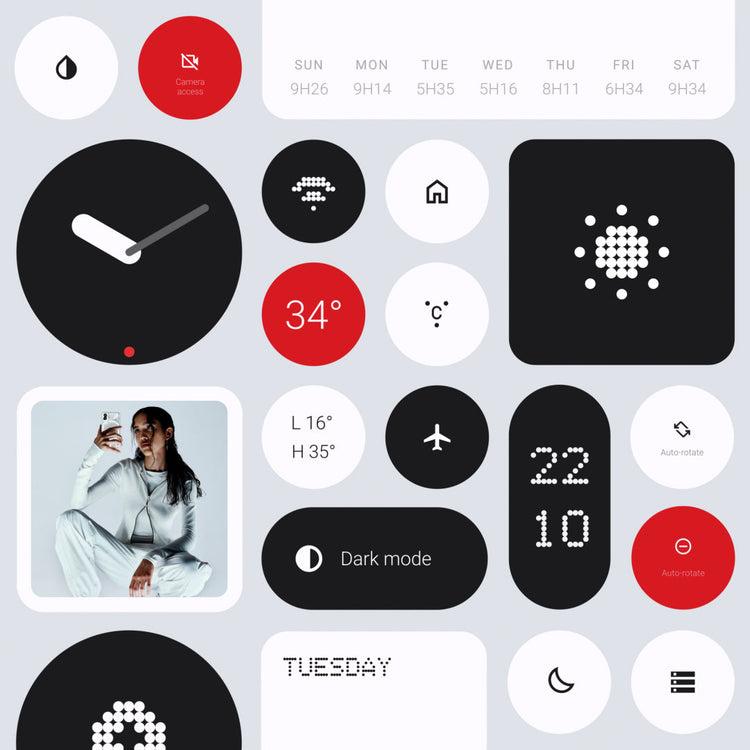 Camera
access
SUN MON TUE WED THU FRI SAT
9H26 9H14 5H35 5H16 8H11 6H34 9H34
34°
°C
L 16°
H 35°
22
10
Auto-rotate
Dark mode
Auto-rotate
TUESDAY